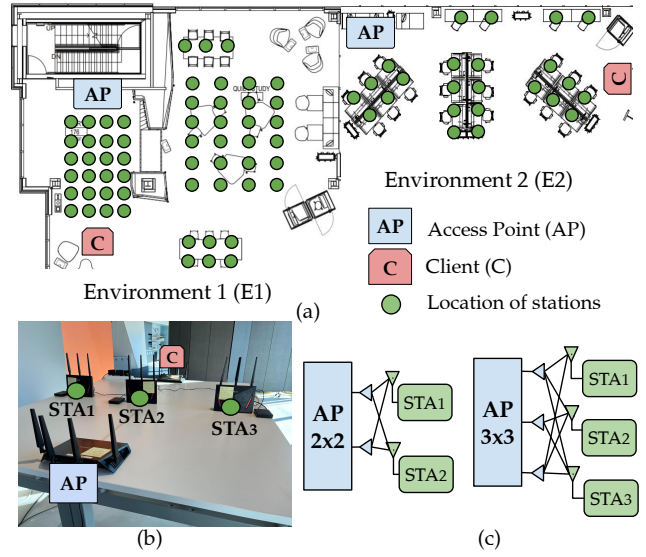 UP
DN
AP
QUIET STUDY
176
C
AP
C
Environment 2 (E2)
AP Access Point (AP)
C Client (C)
Location of stations
Environment 1 (E1)
(a)
C
STA1
STA2
STA3
AP
(b)
AP
2x2
STA1
STA2
AP
3x3
STA1
STA2
STA3
(c)